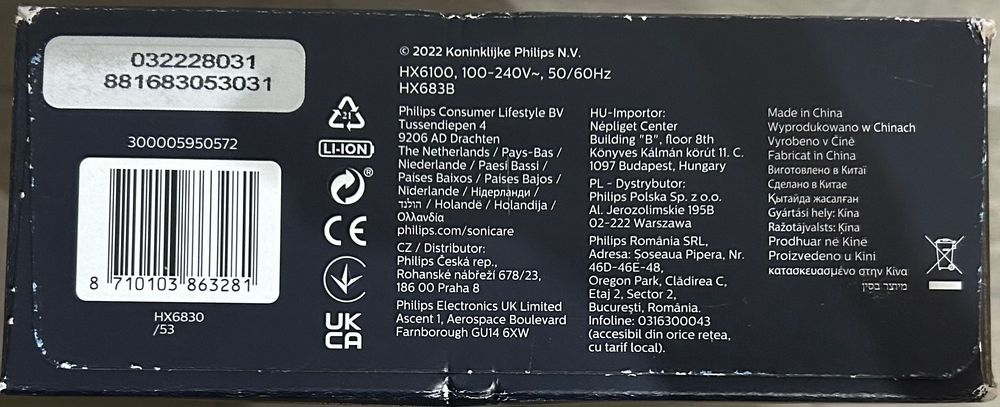 032228031
881683053031
300005950572
8 710103 863281
HX6830
/53
21
LI-ION
®
CE
UK
CA
© 2022 Koninklijke Philips N.V.
HX6100, 100-240V~, 50/60Hz
HX683B
Philips Consumer Lifestyle BV
Tussendiepen 4
9206 AD Drachten
The Netherlands / Pays-Bas /
Niederlande / Paesi Bassi /
Países Baixos / Países Bajos /
Niderlande / Нідерланди /
הולנד / Holandë / Holandija /
Ολλανδία
philips.com/sonicare
CZ / Distributor:
Philips Česká rep.,
Rohanské nábřeží 678/23,
186 00 Praha 8
Philips Electronics UK Limited
Ascent 1, Aerospace Boulevard
Farnborough GU14 6XW
HU-Importor:
Népliget Center
Building "B", floor 8th
Könyves Kálmán körút 11. C.
1097 Budapest, Hungary
PL - Dystrybutor:
Philips Polska Sp. z o.o.
Al. Jerozolimskie 195B
02-222 Warszawa
Philips România SRL,
Adresa: Șoseaua Pipera, Nr.
46D-46E-48,
Oregon Park, Clădirea C,
Etaj 2, Sector 2,
București, România.
Infoline: 0316300043
(accesibil din orice rețea,
cu tarif local).
Made in China
Wyprodukowano w Chinach
Vyrobeno v Číně
Fabricat in China
Виготовлено в Китаї
Сделано в Китае
Қытайда жасалған
Gyártási hely: Kína
Ražotājvalsts: Ķīna
Prodhuar në Kinë
Proizvedeno u Kini
κατασκευασμένο στην Κίνα
מיוצר בסין